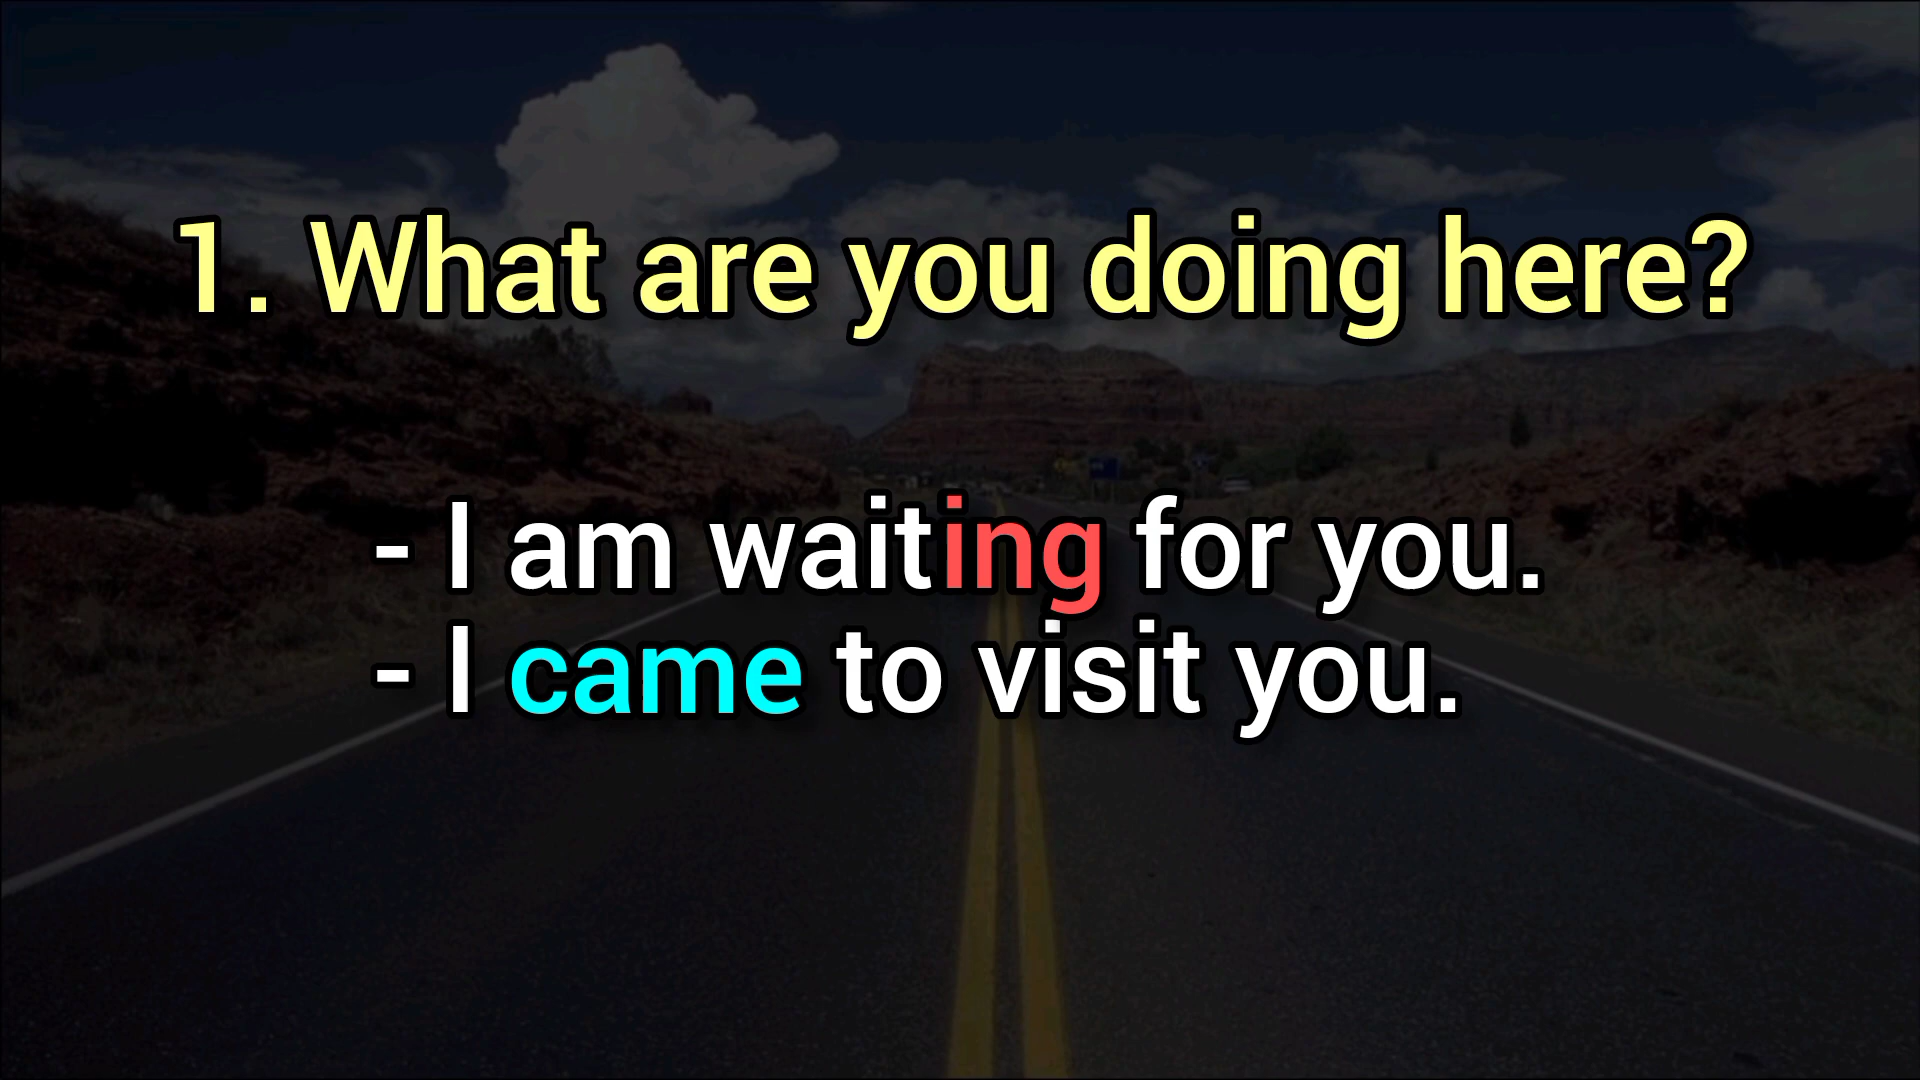 1. What are you doing here?
- I am waiting for you.
- I came to visit you.